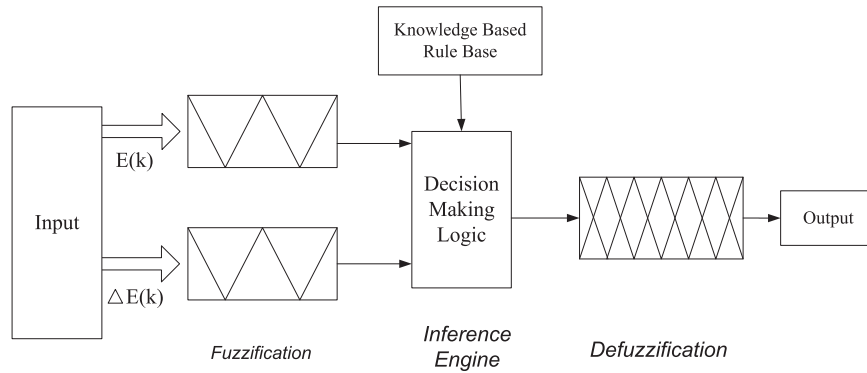 Knowledge Based
Rule Base
E(k)
Input
Decision
Making
Logic
Output
△E(k)
Fuzzification
Inference
Engine
Defuzzification